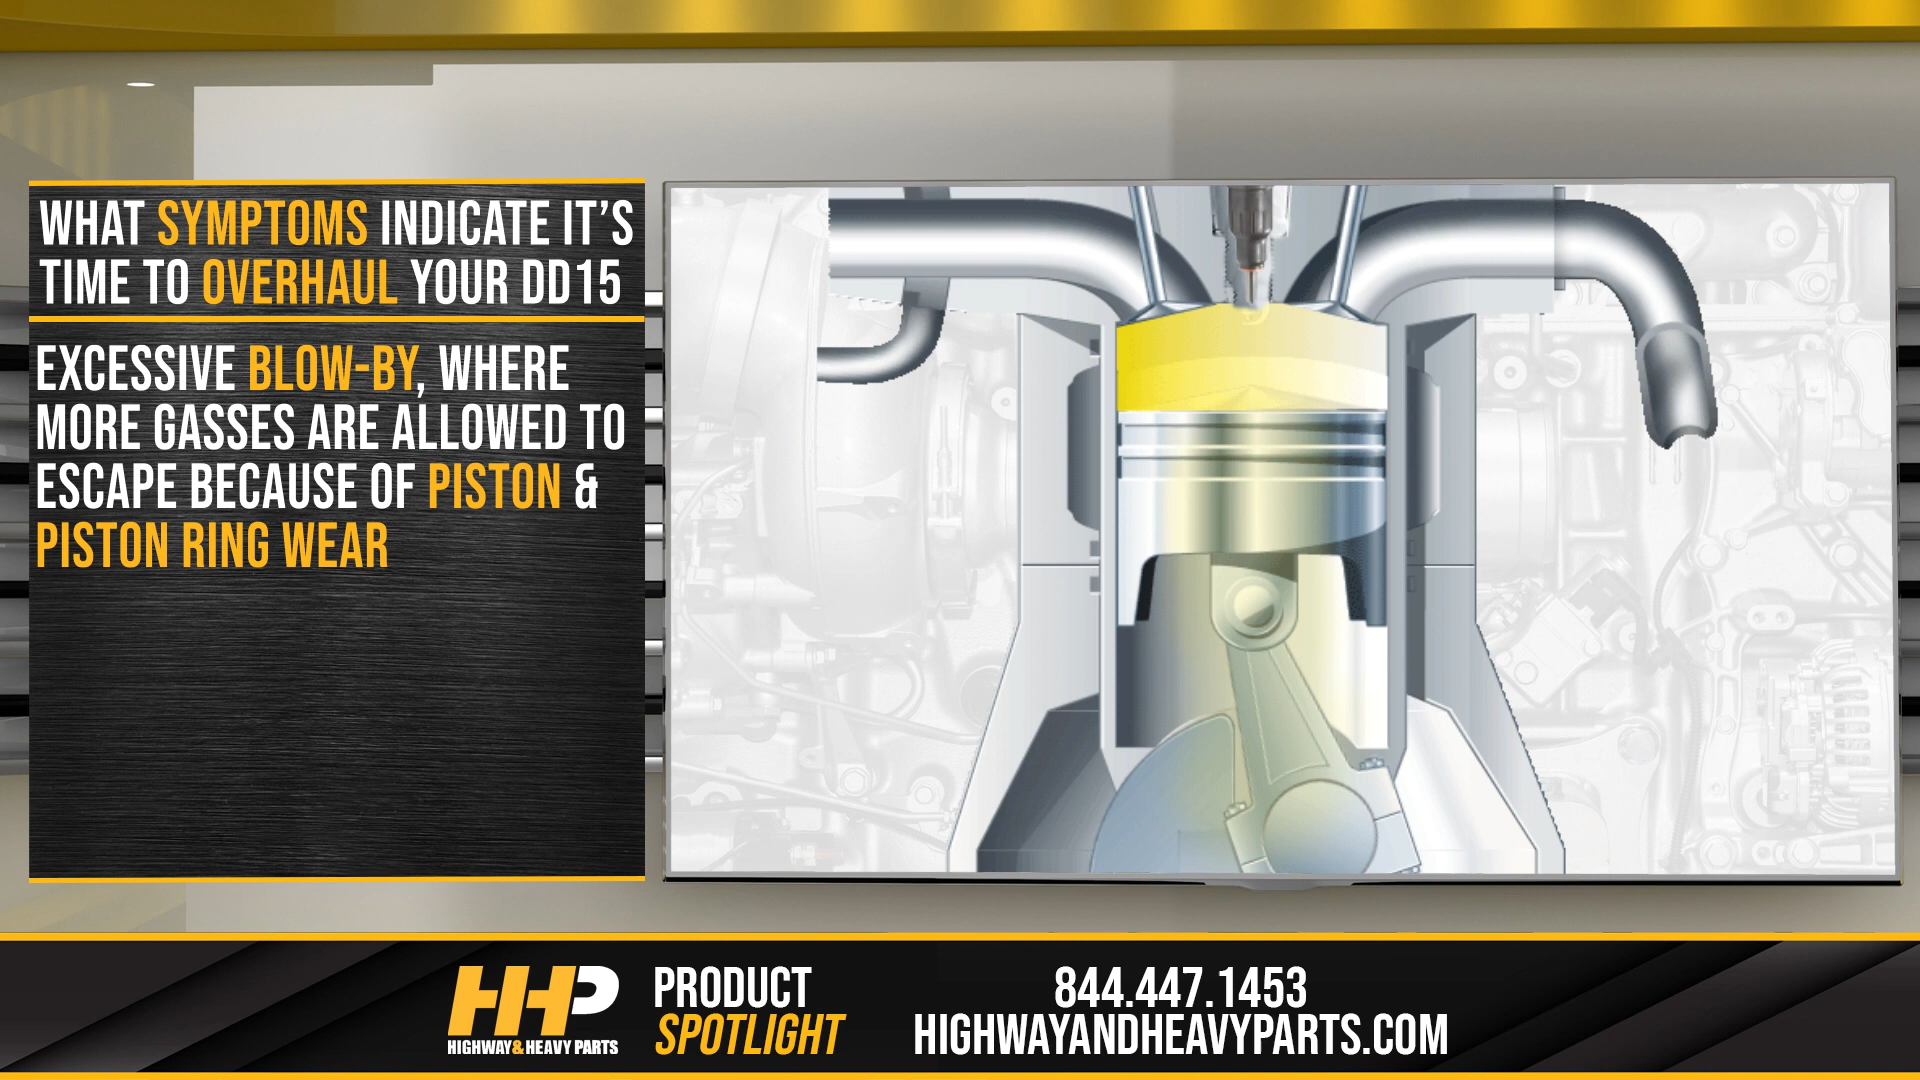 WHAT SYMPTOMS INDICATE IT'S
TIME TO OVERHAUL YOUR DD15
EXCESSIVE BLOW-BY, WHERE
MORE GASSES ARE ALLOWED TO
ESCAPE BECAUSE OF PISTON &
PISTON RING WEAR
HHP
HIGHWAY&HEAVY PARTS
PRODUCT
SPOTLIGHT
844.447.1453
HIGHWAYANDHEAVYPARTS.COM